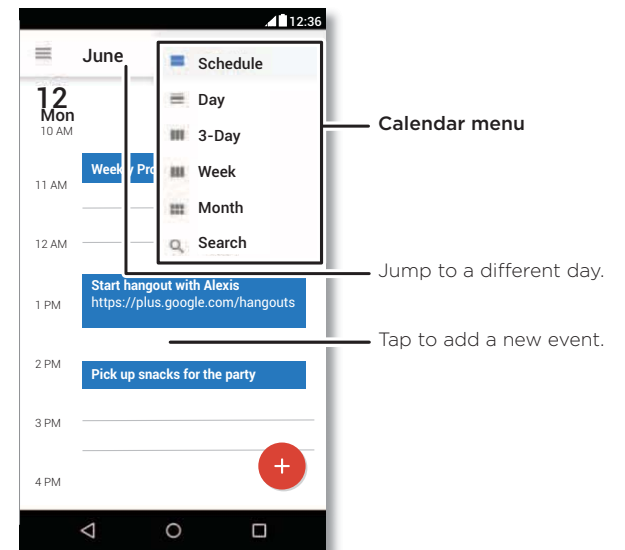 12:36
June
Schedule
Day
3-Day
Week
Month
Search
12
Mon
10 AM
Weekly Pro
11 AM
12 AM
Start hangout with Alexis
https://plus.google.com/hangouts
1 PM
2 PM
Pick up snacks for the party
3 PM
+
4 PM
Calendar menu
Jump to a different day.
Tap to add a new event.